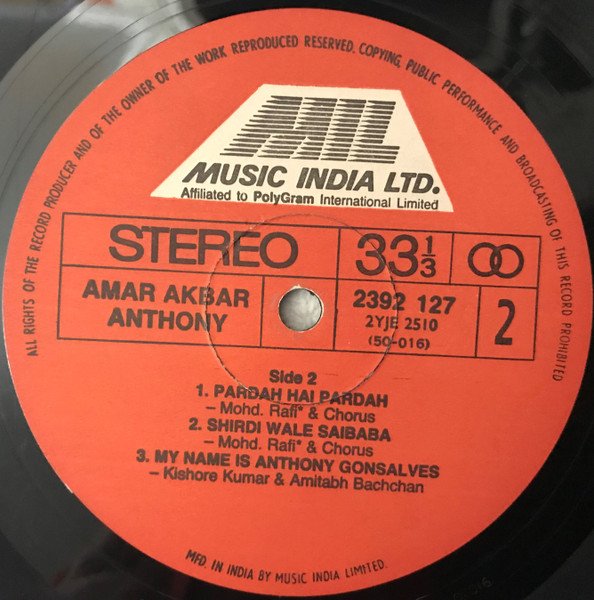 ALL RIGHTS OF THE RECORD PRODUCER AND OF THE OWNER OF THE WORK REPRODUCED RESERVED. COPYING, PUBLIC PERFORMANCE AND BROADCASTING OF THIS RECORD PROHIBITED
MIL
MUSIC INDIA LTD.
Affiliated to PolyGram International Limited
STEREO 33 1/3
AMAR AKBAR
ANTHONY
2392 127
2YJE 2510
(50-016)
2
Side 2
1. PARDAH HAI PARDAH
– Mohd. Rafi* & Chorus
2. SHIRDI WALE SAIBABA
– Mohd. Rafi* & Chorus
3. MY NAME IS ANTHONY GONSALVES
– Kishore Kumar & Amitabh Bachchan
MFD. IN INDIA BY MUSIC INDIA LIMITED.